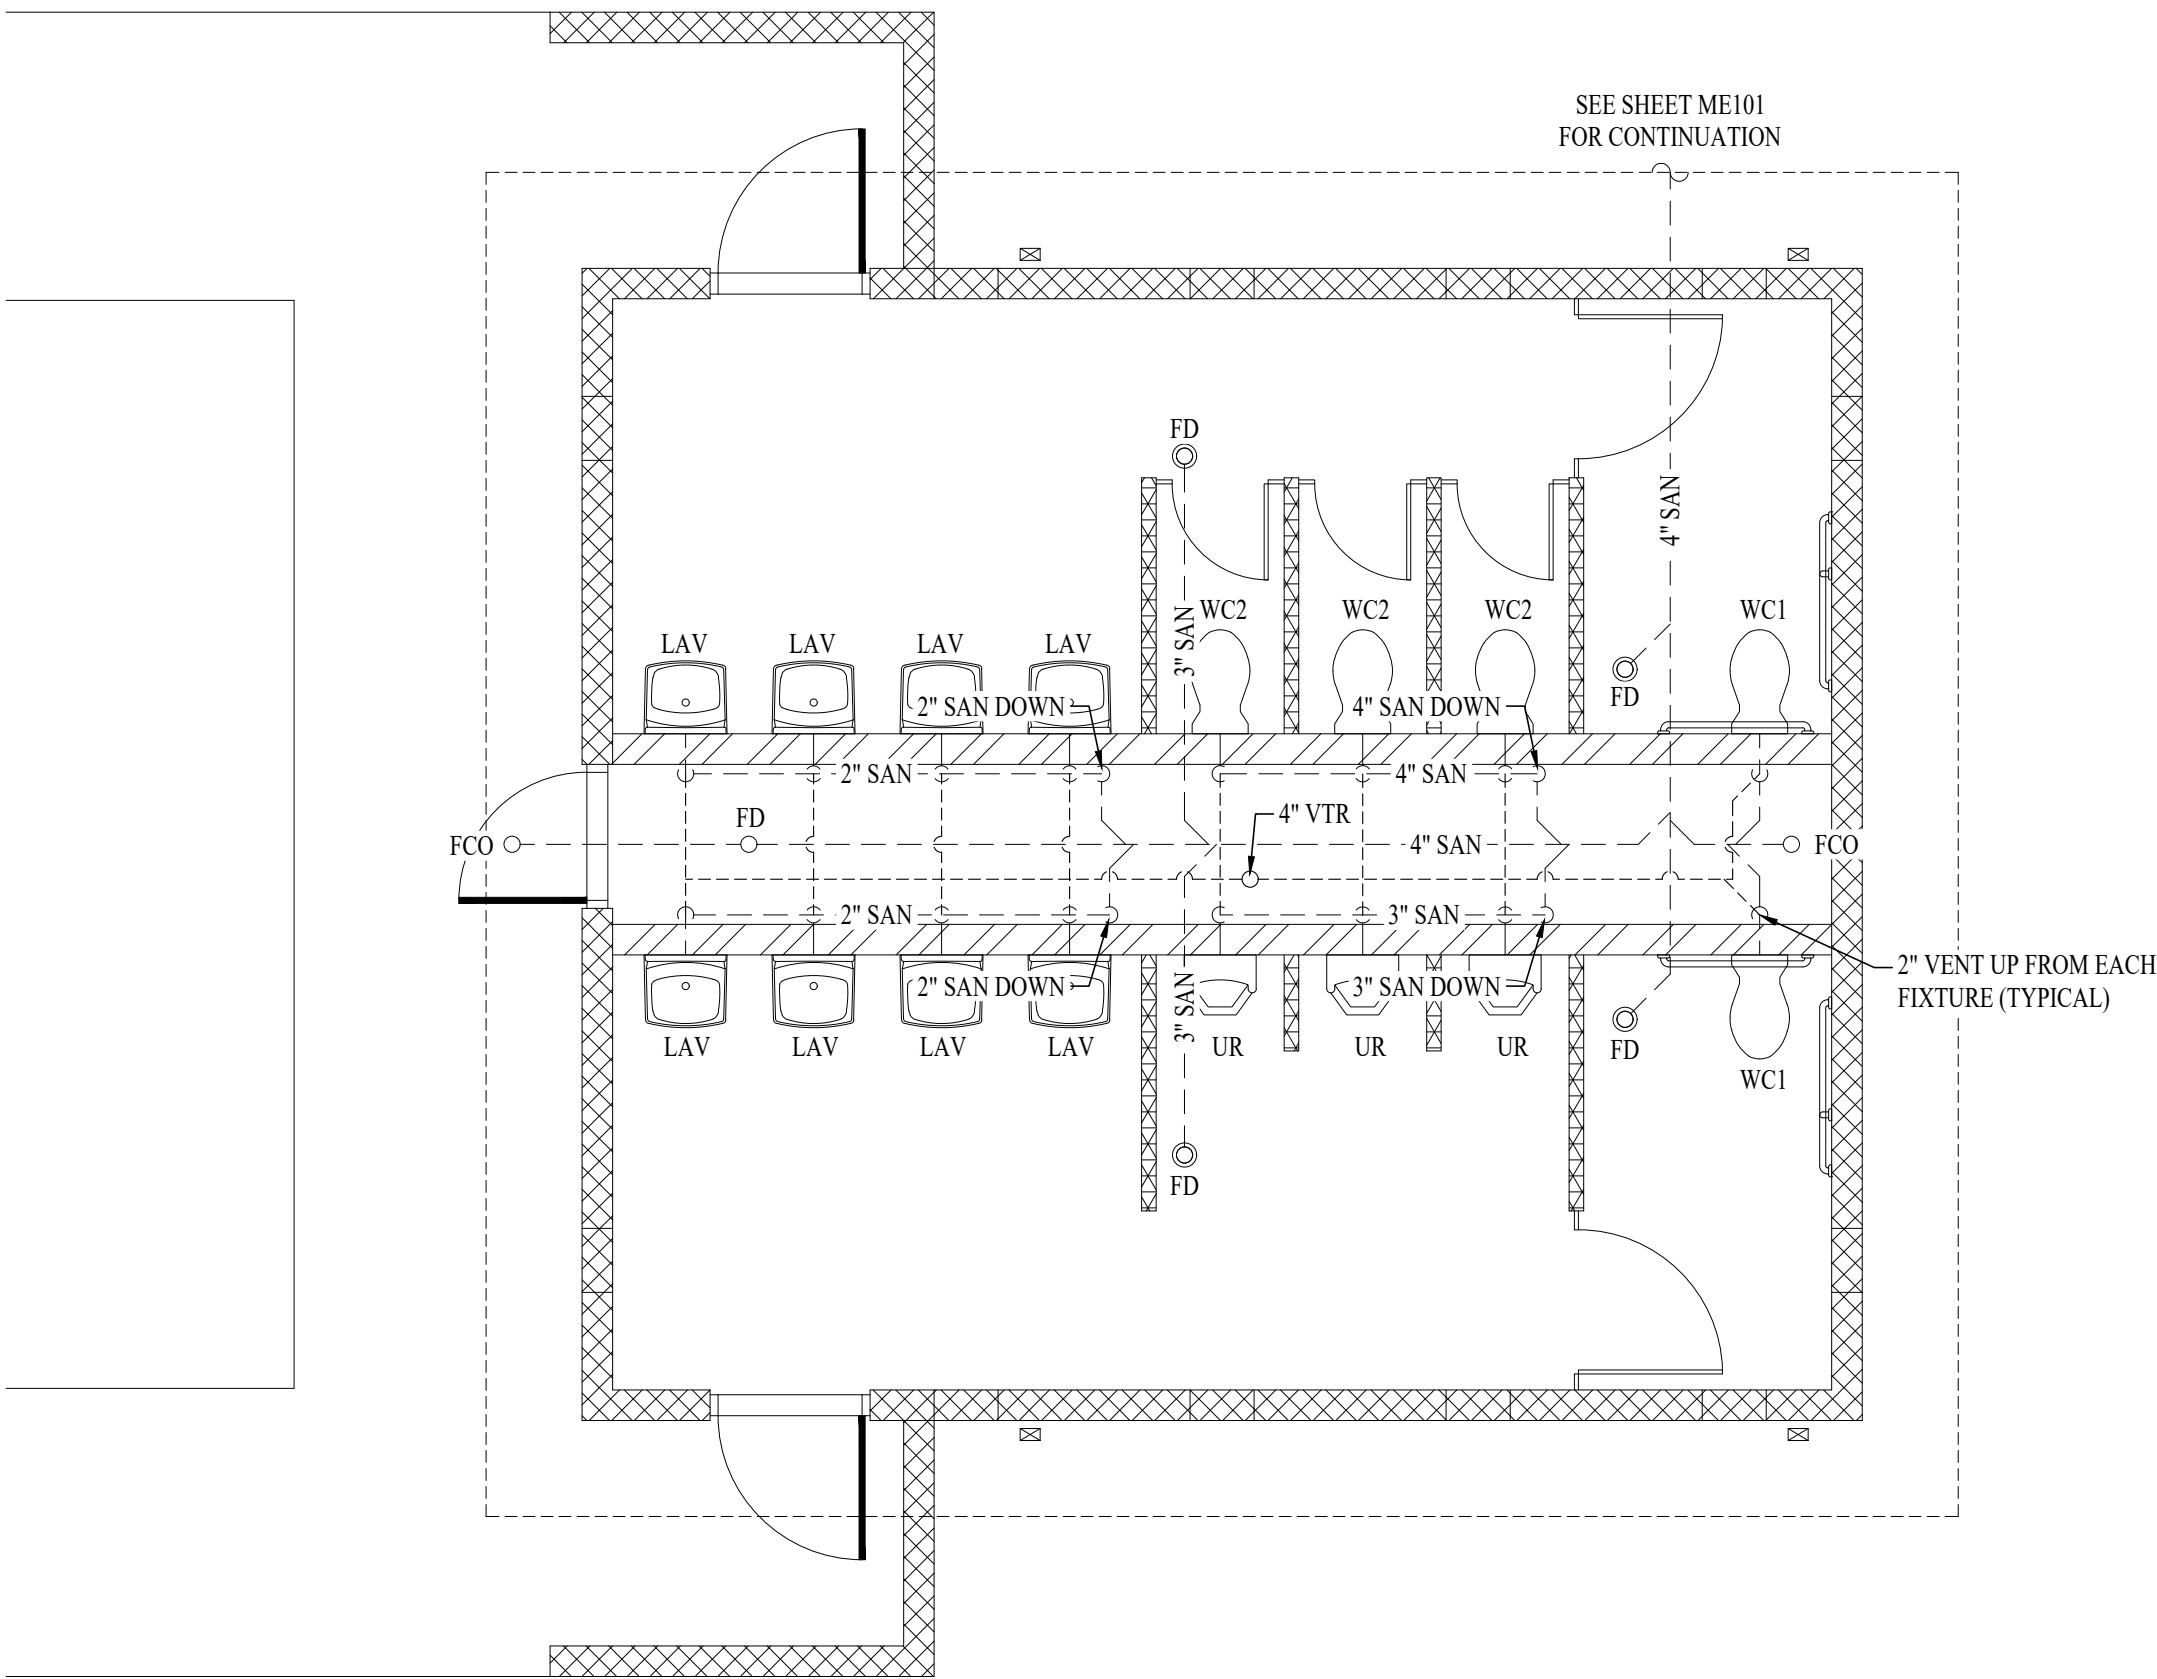 SEE SHEET ME101
FOR CONTINUATION
FD
4" SAN
3" SAN
WC2
WC2
WC2
WC1
LAV
LAV
LAV
LAV
FD
2" SAN DOWN
4" SAN DOWN
2" SAN
4" SAN
4" VTR
FD
FCO
4" SAN
FCO
2" SAN
3" SAN
2" VENT UP FROM EACH
FIXTURE (TYPICAL)
2" SAN DOWN
3" SAN DOWN
3" SAN
LAV
LAV
LAV
LAV
UR
UR
UR
FD
WC1
FD